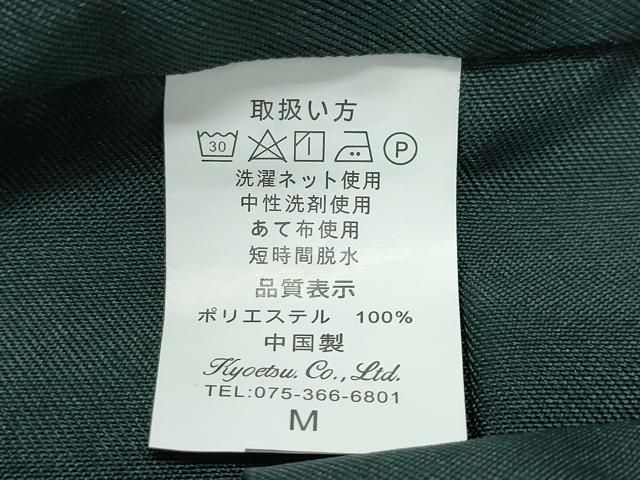 取扱い方
30 P
洗濯ネット使用
中性洗剤使用
あて布使用
短時間脱水
品質表示
ポリエステル 100%
中国製
Kyoetsu. Co., Ltd.
TEL:075-366-6801
M